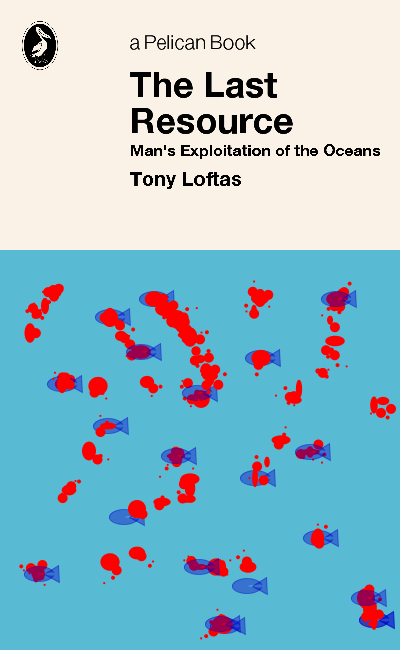 a Pelican Book
The Last
Resource
Man's Exploitation of the Oceans
Tony Loftas